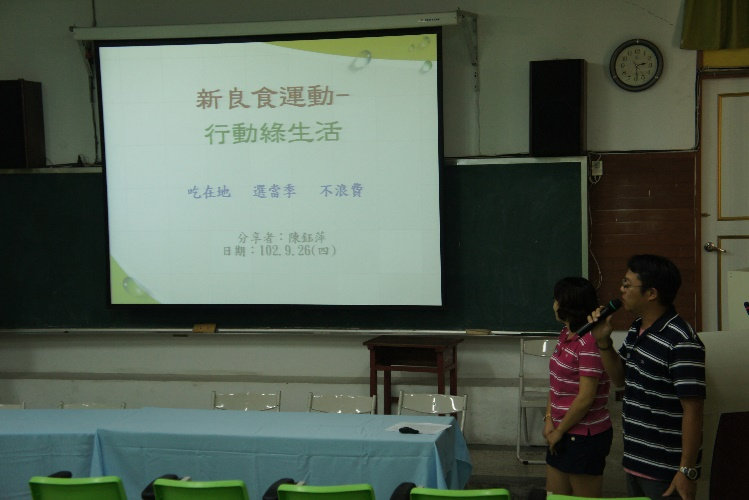 新良食運動-
行動綠生活
吃在地 選當季 不浪費
分享者：陳鈺萍
日期：102.9.26(四)